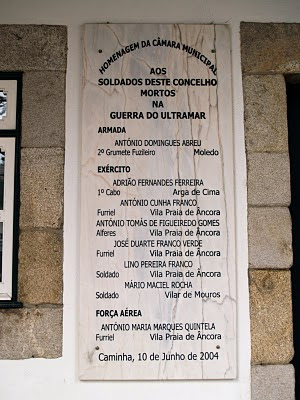 HOMENAGEM DA CÂMARA MUNICIPAL
AOS
SOLDADOS DESTE CONCELHO
MORTOS
NA
GUERRA DO ULTRAMAR
ARMADA
ANTÓNIO DOMINGUES ABREU
2º Grumete Fuzileiro Moledo
EXÉRCITO
ADRIÃO FERNANDES FERREIRA
1º Cabo Arga de Cima
ANTÓNIO CUNHA FRANCO
Furriel Vila Praia de Âncora
ANTÓNIO TOMÁS DE FIGUEIREDO GOMES
Alferes Vila Praia de Âncora
JOSÉ DUARTE FRANCO VERDE
Furriel Vila Praia de Âncora
LINO PEREIRA FRANCO
Soldado Vila Praia de Âncora
MÁRIO MACIEL ROCHA
Soldado Vilar de Mouros
FORÇA AÉREA
ANTÓNIO MARIA MARQUES QUINTELA
Furriel Vila Praia de Âncora
Caminha, 10 de Junho de 2004